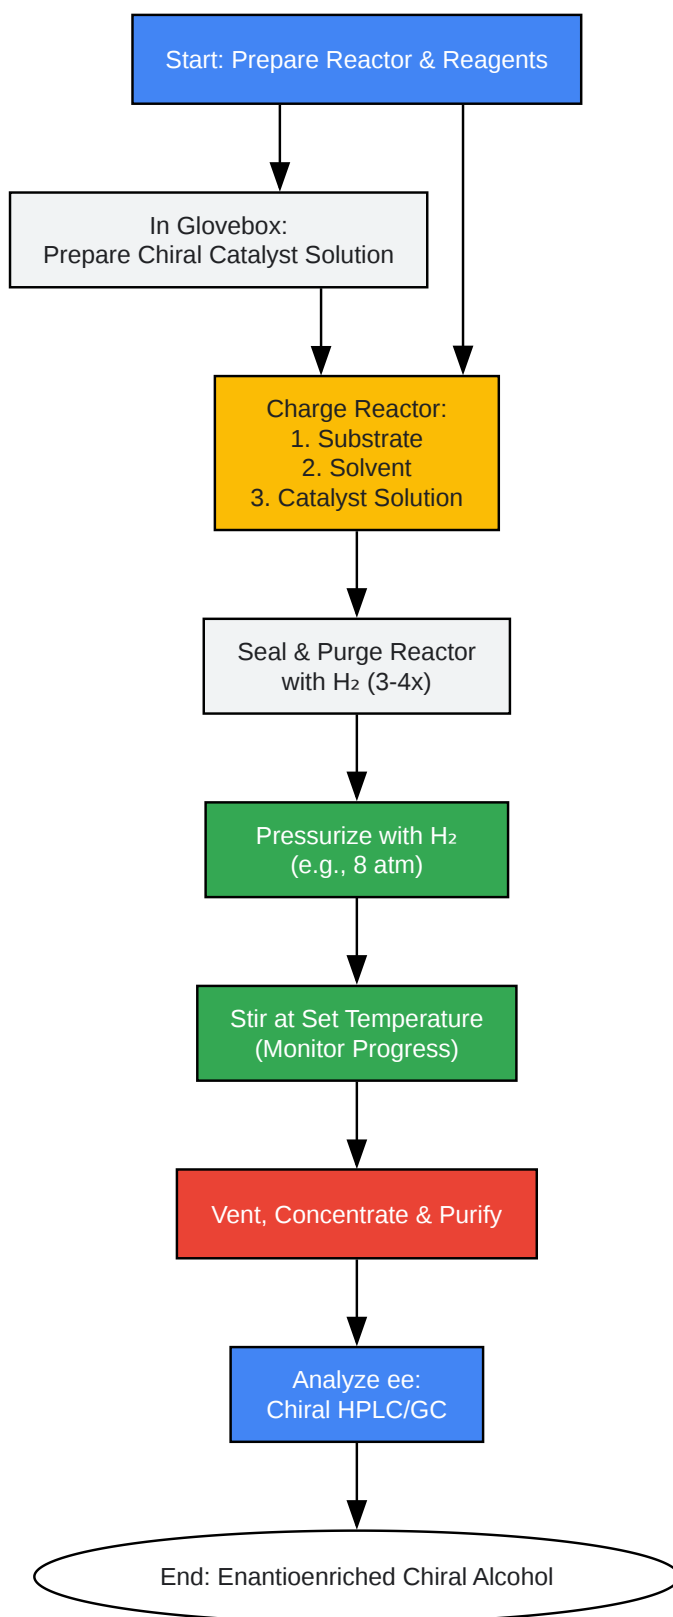 Start: Prepare Reactor & Reagents
In Glovebox:
Prepare Chiral Catalyst Solution
Charge Reactor:
1. Substrate
2. Solvent
3. Catalyst Solution
Seal & Purge Reactor
with H₂ (3-4x)
Pressurize with H₂
(e.g., 8 atm)
Stir at Set Temperature
(Monitor Progress)
Vent, Concentrate & Purify
Analyze ee:
Chiral HPLC/GC
End: Enantioenriched Chiral Alcohol